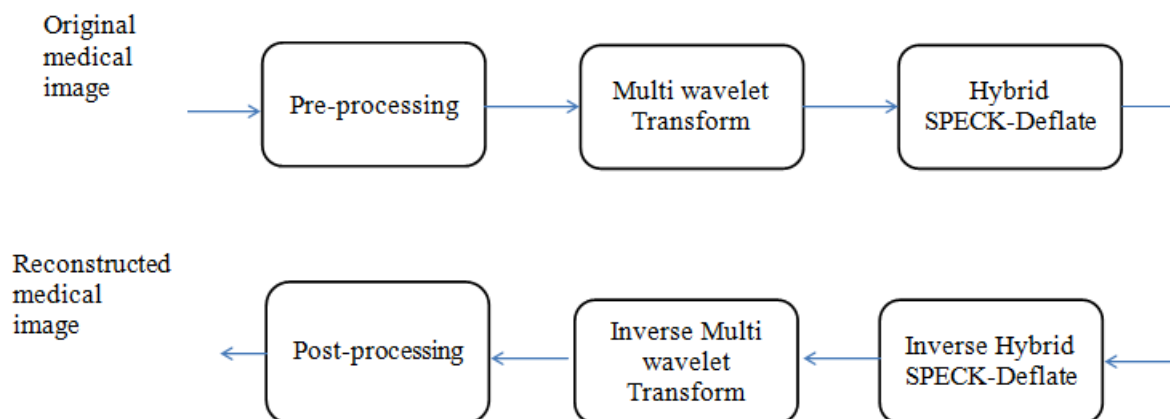 Original
medical
image
Pre-processing
Multi wavelet
Transform
Hybrid
SPECK-Deflate
Reconstructed
medical
image
Post-processing
Inverse Multi
wavelet
Transform
Inverse Hybrid
SPECK-Deflate